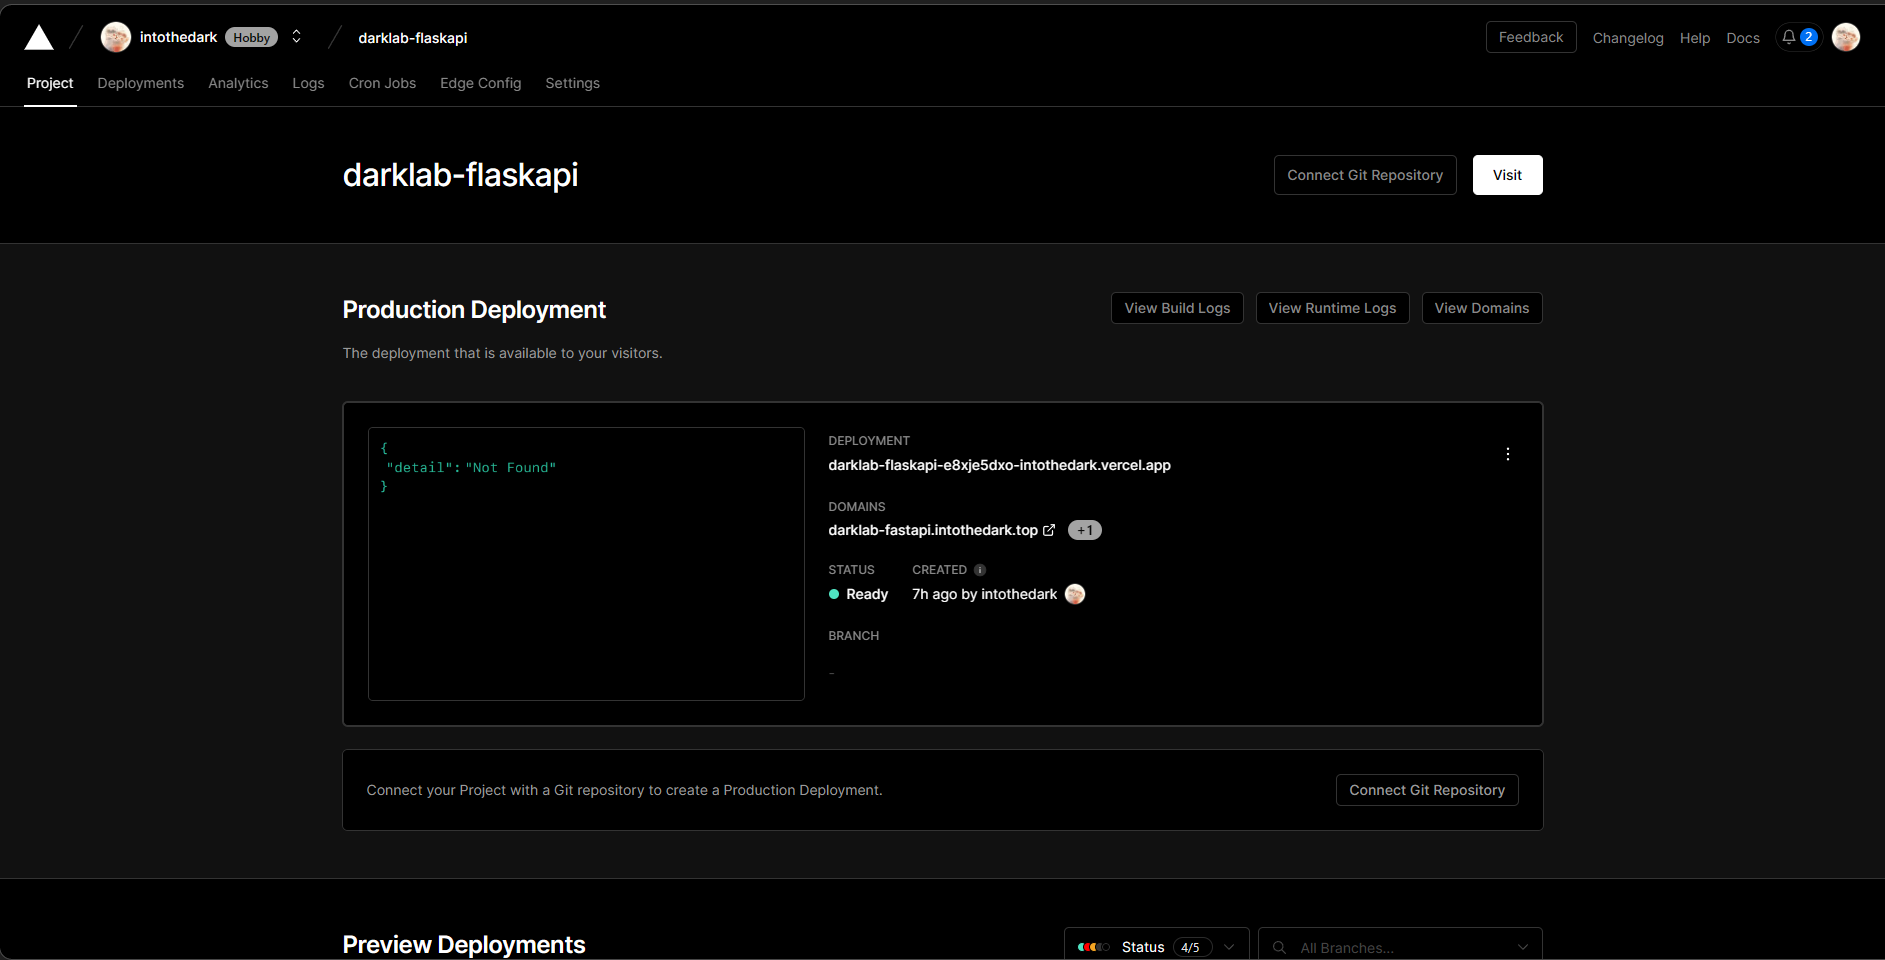 intothedark Hobby darklab-flaskapi Feedback Changelog Help Docs 2
Project Deployments Analytics Logs Cron Jobs Edge Config Settings
darklab-flaskapi Connect Git Repository Visit
Production Deployment View Build Logs View Runtime Logs View Domains
The deployment that is available to your visitors.
{
"detail":"Not Found"
}
DEPLOYMENT
darklab-flaskapi-e8xje5dxo-intothedark.vercel.app
DOMAINS
darklab-fastapi.intothedark.top +1
STATUS CREATED i
Ready 7h ago by intothedark
BRANCH
-
Connect your Project with a Git repository to create a Production Deployment. Connect Git Repository
Preview Deployments Status 4/5 All Branches...